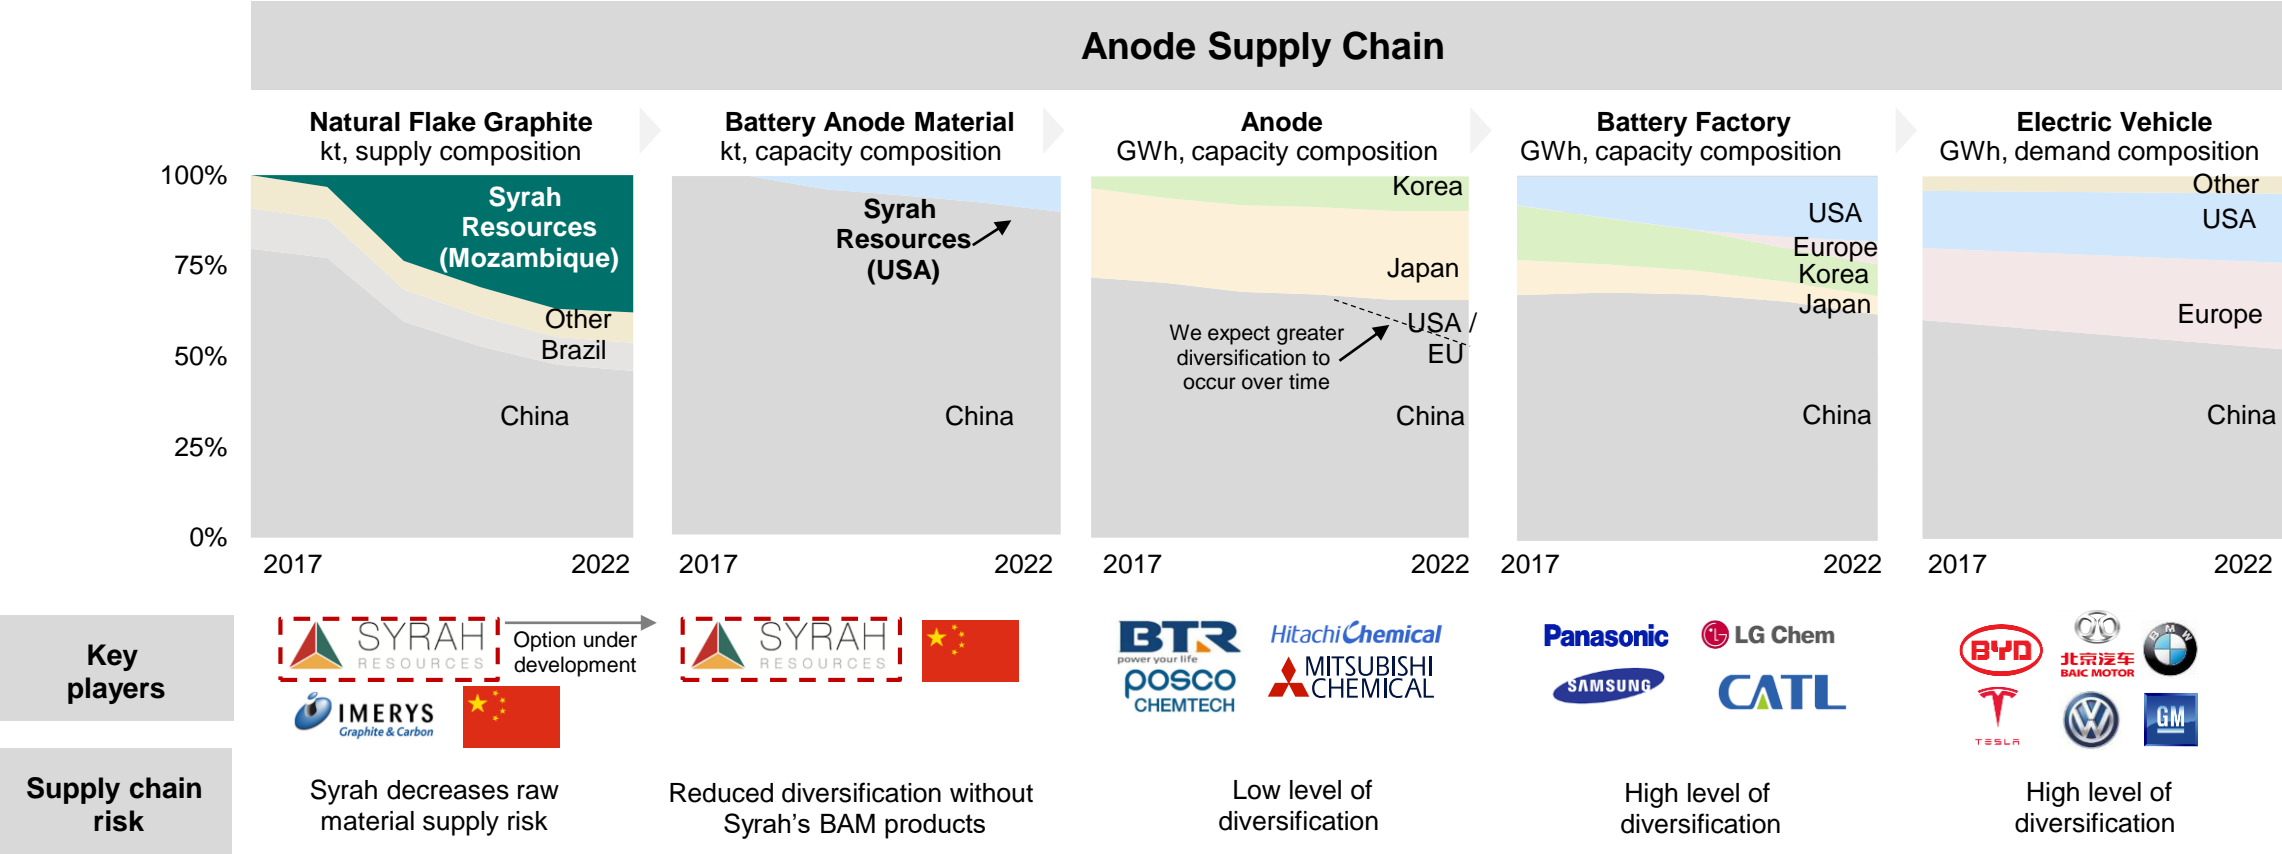 Anode Supply Chain
Natural Flake Graphite
kt, supply composition
Battery Anode Material
kt, capacity composition
Anode
GWh, capacity composition
Battery Factory
GWh, capacity composition
Electric Vehicle
GWh, demand composition
100%
75%
50%
25%
0%
Syrah
Resources
(Mozambique)
Other
Brazil
China
2017
2022
Syrah
Resources
(USA)
China
2017
2022
Korea
Japan
We expect greater
diversification to
occur over time
USA /
EU
China
2017
2022
USA
Europe
Korea
Japan
China
2017
2022
Other
USA
Europe
China
2017
2022
Key
players
SYRAH
RESOURCES
Option under
development
IMERYS
Graphite & Carbon
SYRAH
RESOURCES
BTR
power your life
Hitachi Chemical
posco
CHEMTECH
MITSUBISHI
CHEMICAL
Panasonic
LG Chem
SAMSUNG
CATL
BYD
北京汽车
BAIC MOTOR
BMW
TESLA
VW
GM
Supply chain
risk
Syrah decreases raw
material supply risk
Reduced diversification without
Syrah's BAM products
Low level of
diversification
High level of
diversification
High level of
diversification